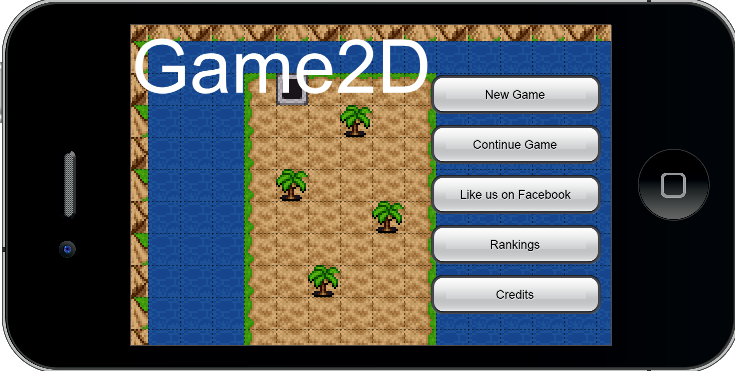 Game2D
New Game
Continue Game
Like us on Facebook
Rankings
Credits